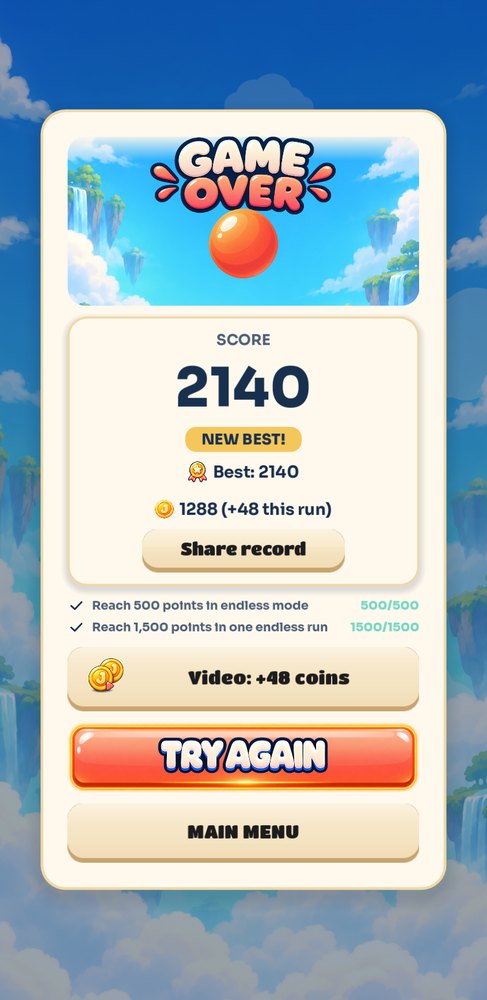 GAME
OVER
SCORE
2140
NEW BEST!
Best: 2140
1288 (+48 this run)
Share record
Reach 500 points in endless mode 500/500
Reach 1,500 points in one endless run 1500/1500
Video: +48 coins
TRY AGAIN
MAIN MENU